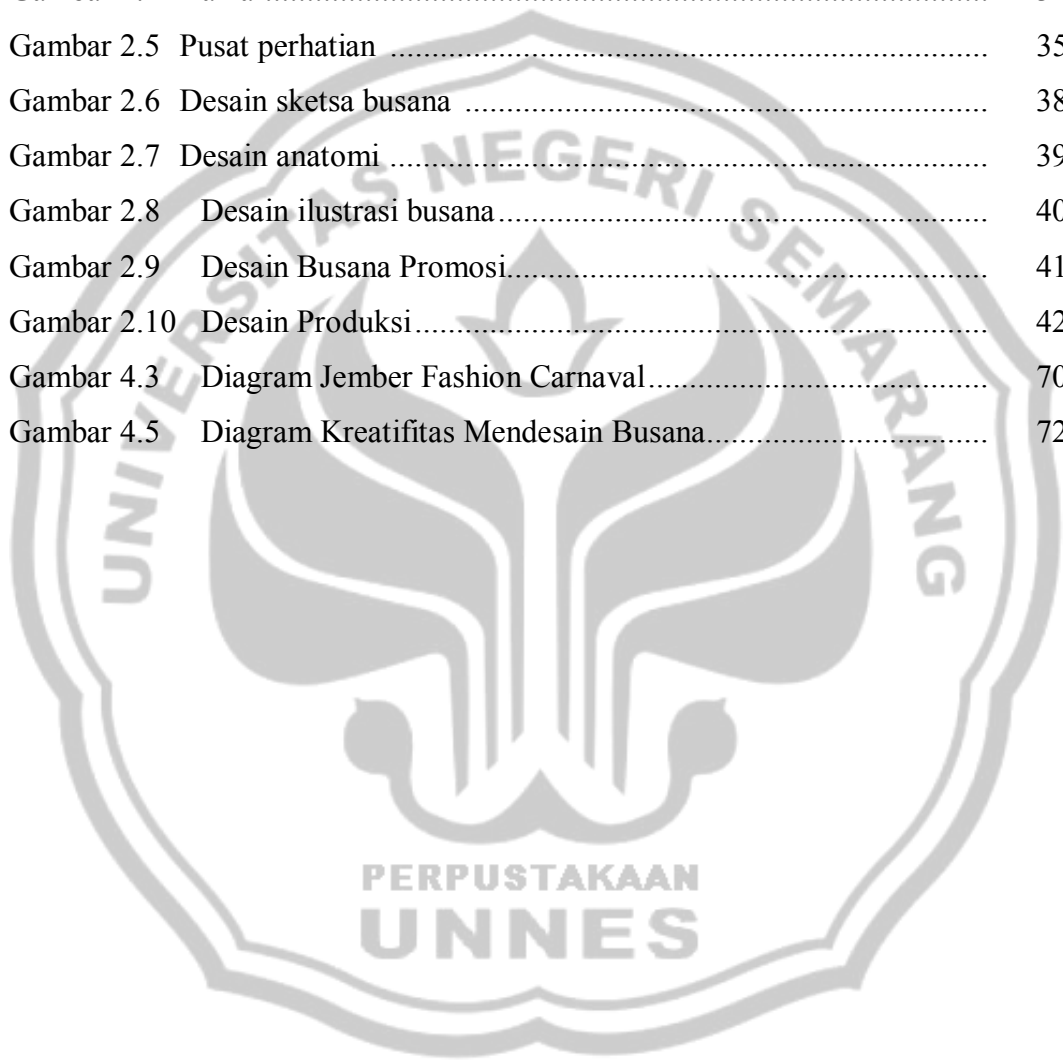 Gambar 2.5 Pusat perhatian ........ 35
Gambar 2.6 Desain sketsa busana ........ 38
Gambar 2.7 Desain anatomi ........ 39
Gambar 2.8 Desain ilustrasi busana ........ 40
Gambar 2.9 Desain Busana Promosi ........ 41
Gambar 2.10 Desain Produksi ........ 42
Gambar 4.3 Diagram Jember Fashion Carnaval ........ 70
Gambar 4.5 Diagram Kreatifitas Mendesain Busana ........ 72
UNIVERSITAS NEGERI SEMARANG
PERPUSTAKAAN
UNNES